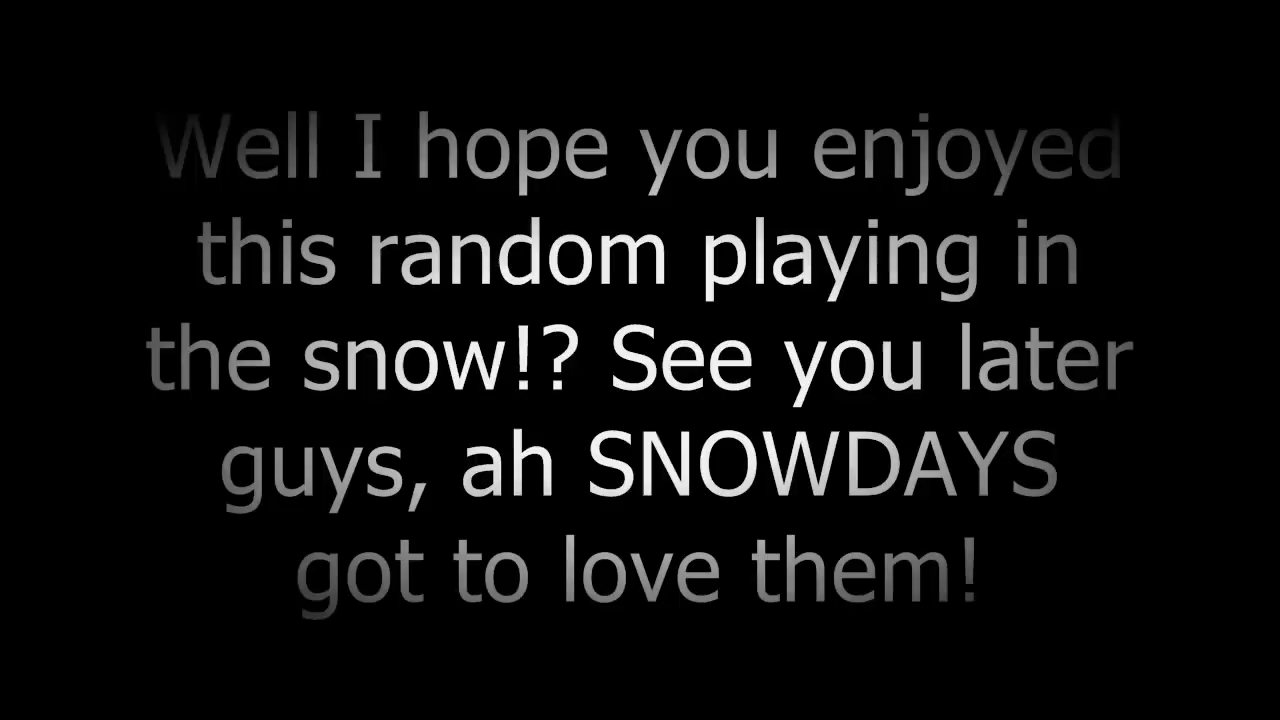 Well I hope you enjoyed
this random playing in
the snow!? See you later
guys, ah SNOWDAYS
got to love them!